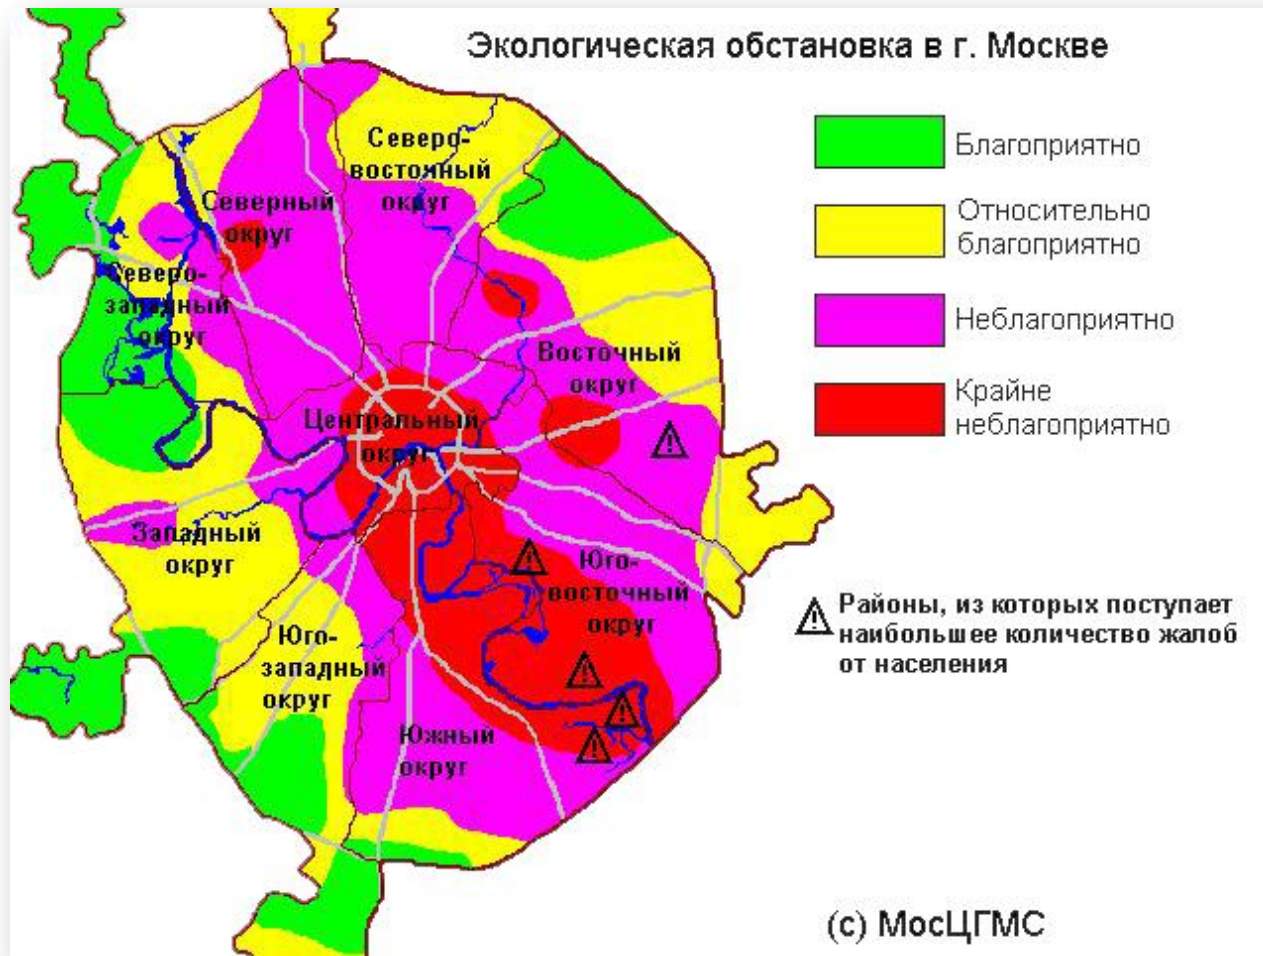 Экологическая обстановка в г. Москве
Благоприятно
Относительно
благоприятно
Неблагоприятно
Крайне
неблагоприятно
Северо-
восточный
округ
Северный
округ
Северо-
западный
округ
Восточный
округ
Центральный
округ
Западный
округ
Юго-
восточный
округ
Юго-
западный
округ
Южный
округ
Районы, из которых поступает
наибольшее количество жалоб
от населения
(с) МосЦГМС